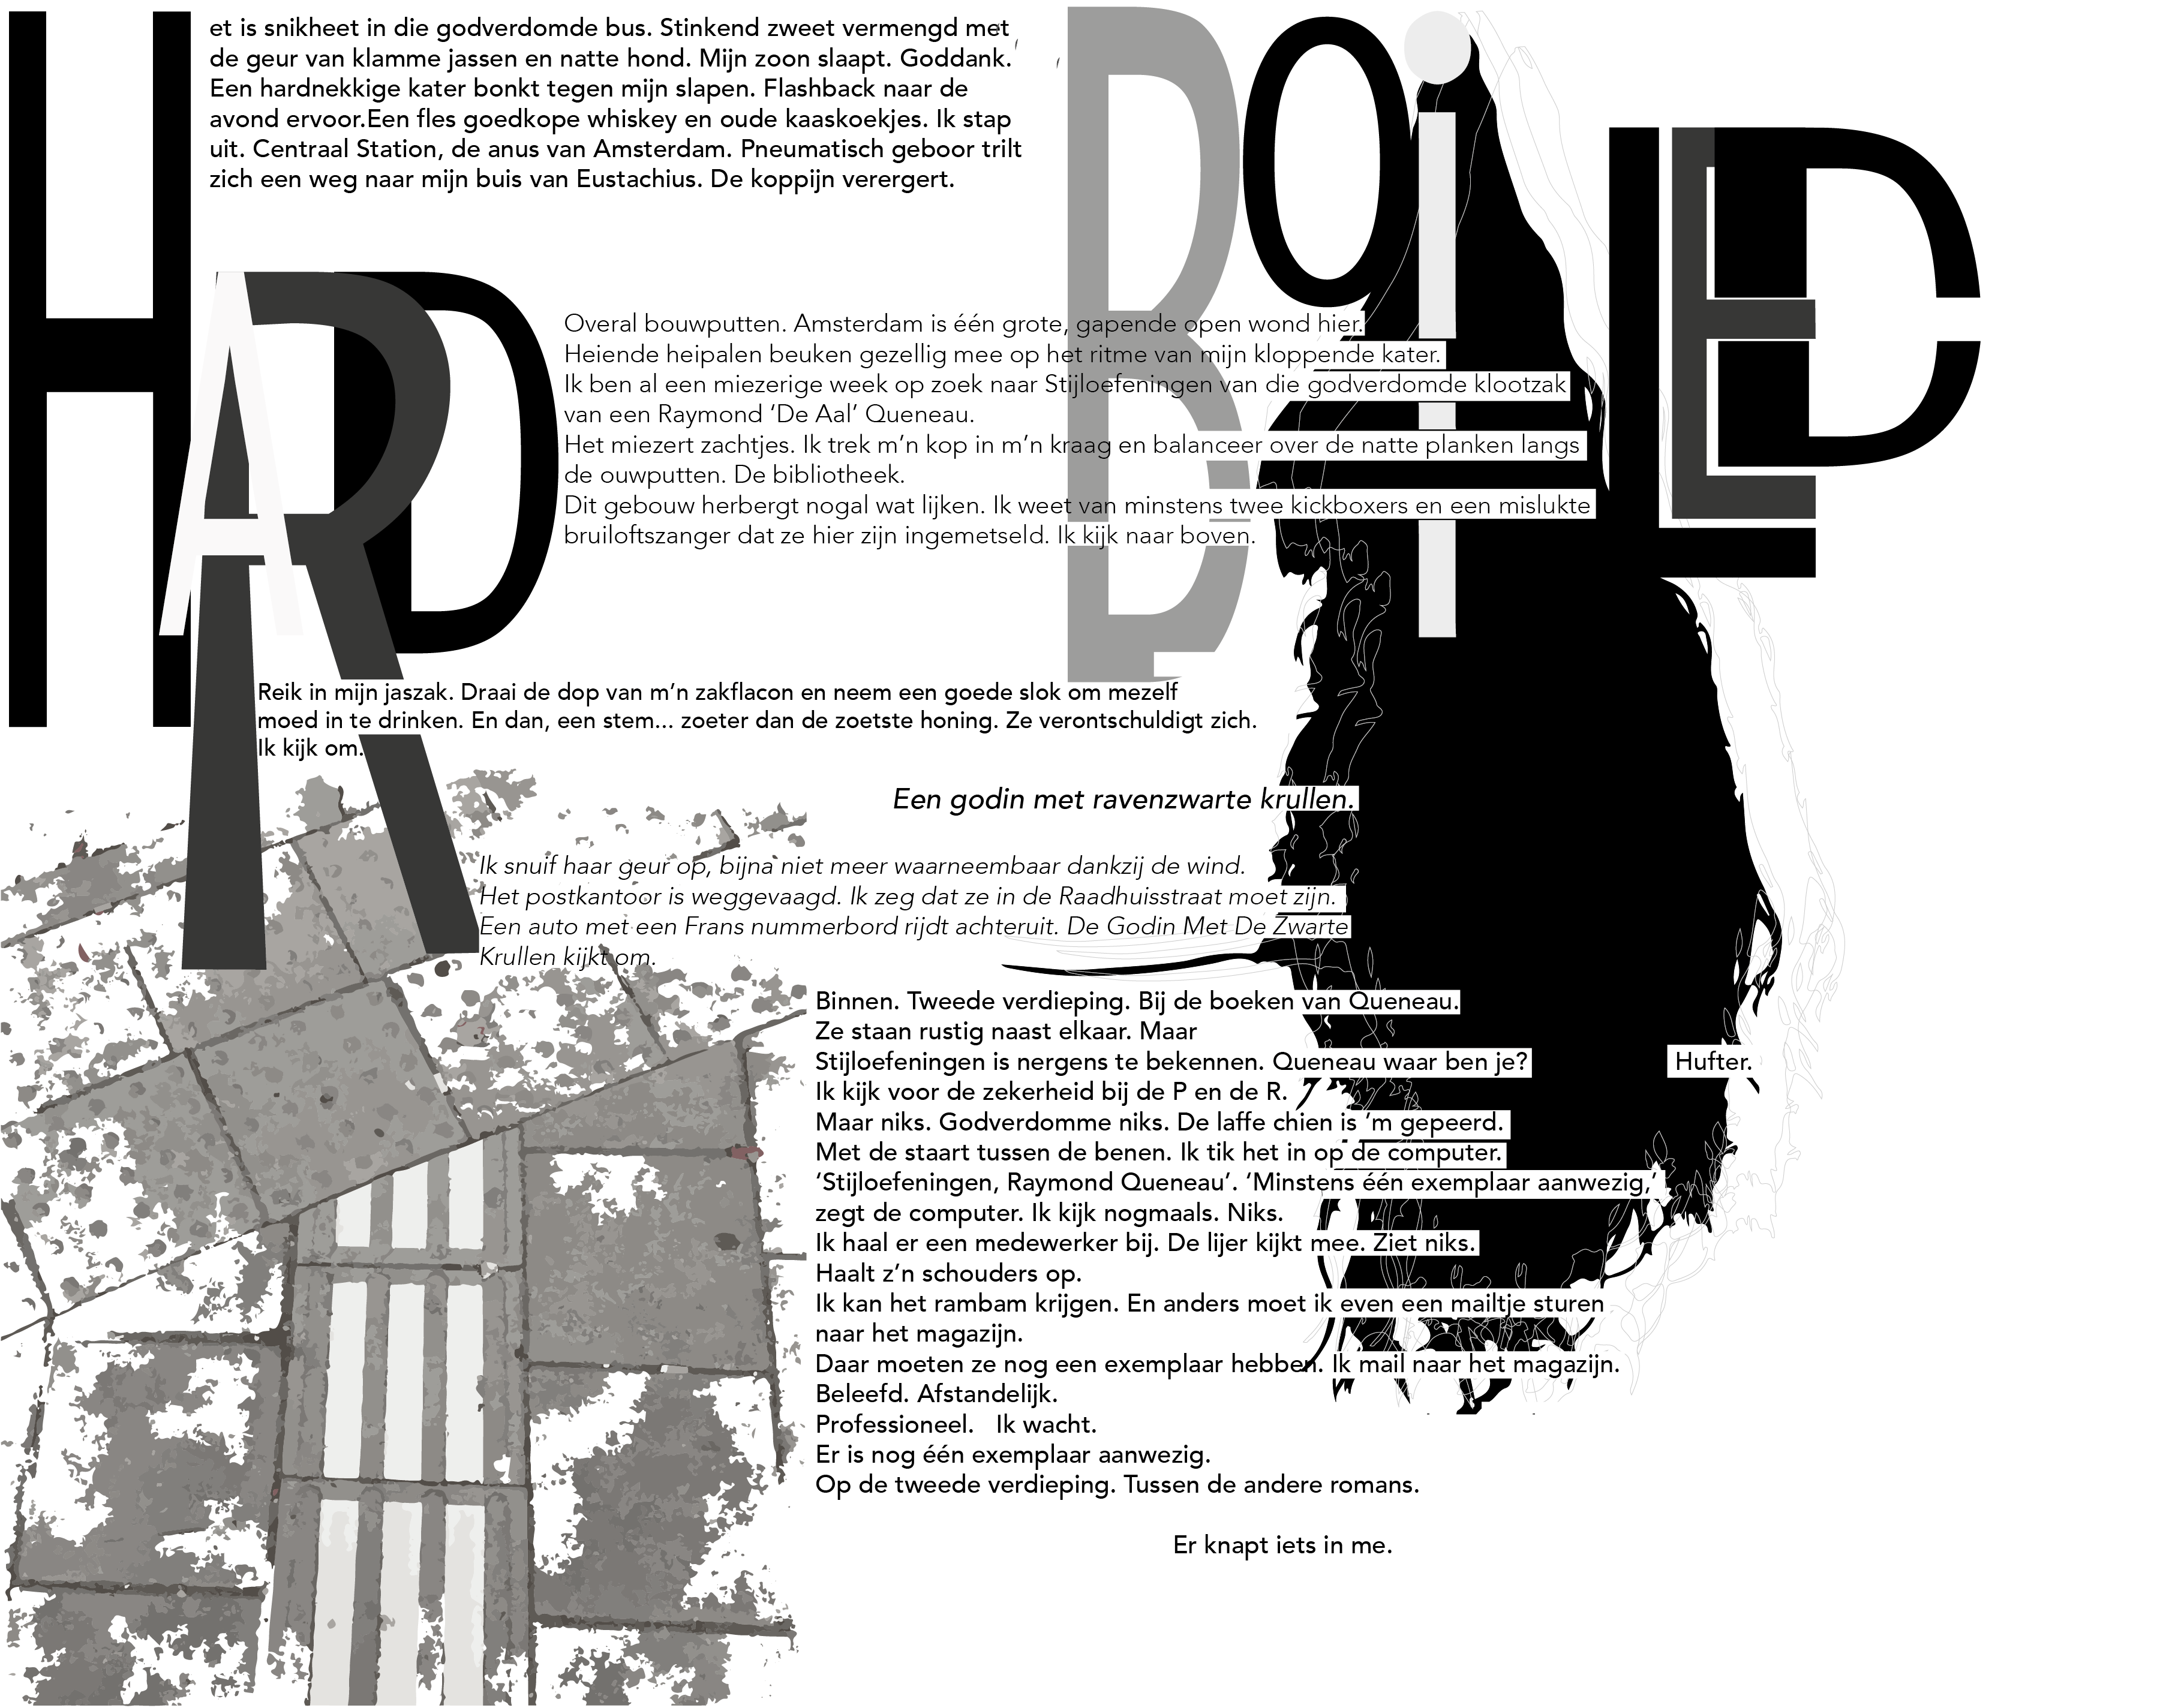 HARD BOiLED
et is snikheet in die godverdomde bus. Stinkend zweet vermengd met
de geur van klamme jassen en natte hond. Mijn zoon slaapt. Goddank.
Een hardnekkige kater bonkt tegen mijn slapen. Flashback naar de
avond ervoor.Een fles goedkope whiskey en oude kaaskoekjes. Ik stap
uit. Centraal Station, de anus van Amsterdam. Pneumatisch geboor trilt
zich een weg naar mijn buis van Eustachius. De koppijn verergert.
Overal bouwputten. Amsterdam is één grote, gapende open wond hier.
Heiende heipalen beuken gezellig mee op het ritme van mijn kloppende kater.
Ik ben al een miezerige week op zoek naar Stijloefeningen van die godverdomde klootzak
van een Raymond ‘De Aal’ Queneau.
Het miezert zachtjes. Ik trek m’n kop in m’n kraag en balanceer over de natte planken langs
de ouwputten. De bibliotheek.
Dit gebouw herbergt nogal wat lijken. Ik weet van minstens twee kickboxers en een mislukte
bruiloftszanger dat ze hier zijn ingemetseld. Ik kijk naar boven.
Reik in mijn jaszak. Draai de dop van m’n zakflacon en neem een goede slok om mezelf
moed in te drinken. En dan, een stem... zoeter dan de zoetste honing. Ze verontschuldigt zich.
Ik kijk om.
Een godin met ravenzwarte krullen.
Ik snuif haar geur op, bijna niet meer waarneembaar dankzij de wind.
Het postkantoor is weggevaagd. Ik zeg dat ze in de Raadhuisstraat moet zijn.
Een auto met een Frans nummerbord rijdt achteruit. De Godin Met De Zwarte
Krullen kijkt om.
Binnen. Tweede verdieping. Bij de boeken van Queneau.
Ze staan rustig naast elkaar. Maar
Stijloefeningen is nergens te bekennen. Queneau waar ben je? Hufter.
Ik kijk voor de zekerheid bij de P en de R.
Maar niks. Godverdomme niks. De laffe chien is ’m gepeerd.
Met de staart tussen de benen. Ik tik het in op de computer.
‘Stijloefeningen, Raymond Queneau’. ‘Minstens één exemplaar aanwezig,’
zegt de computer. Ik kijk nogmaals. Niks.
Ik haal er een medewerker bij. De lijer kijkt mee. Ziet niks.
Haalt z’n schouders op.
Ik kan het rambam krijgen. En anders moet ik even een mailtje sturen
naar het magazijn.
Daar moeten ze nog een exemplaar hebben. Ik mail naar het magazijn.
Beleefd. Afstandelijk.
Professioneel. Ik wacht.
Er is nog één exemplaar aanwezig.
Op de tweede verdieping. Tussen de andere romans.
Er knapt iets in me.